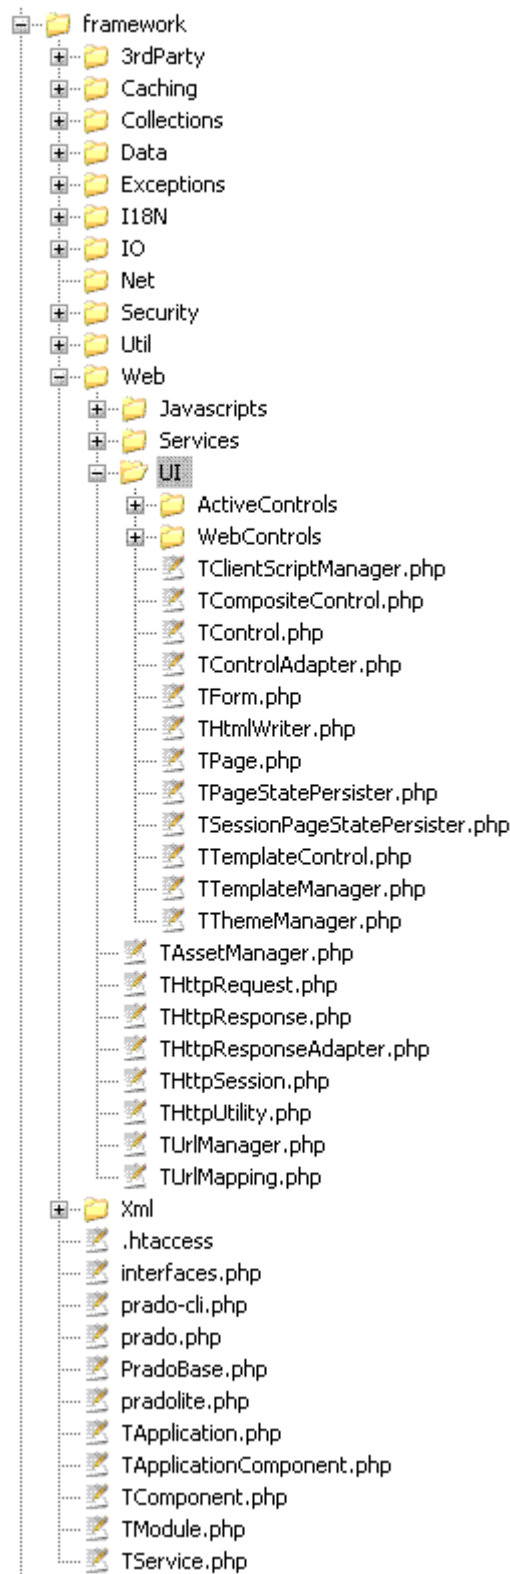 framework
3rdParty
Caching
Collections
Data
Exceptions
I18N
IO
Net
Security
Util
Web
Javascripts
Services
UI
ActiveControls
WebControls
TClientScriptManager.php
TCompositeControl.php
TControl.php
TControlAdapter.php
TForm.php
THtmlWriter.php
TPage.php
TPageStatePersister.php
TSessionPageStatePersister.php
TTemplateControl.php
TTemplateManager.php
TThemeManager.php
TAssetManager.php
THttpRequest.php
THttpResponse.php
THttpResponseAdapter.php
THttpSession.php
THttpUtility.php
TUrlManager.php
TUrlMapping.php
Xml
.htaccess
interfaces.php
prado-cli.php
prado.php
PradoBase.php
pradolite.php
TApplication.php
TApplicationComponent.php
TComponent.php
TModule.php
TService.php